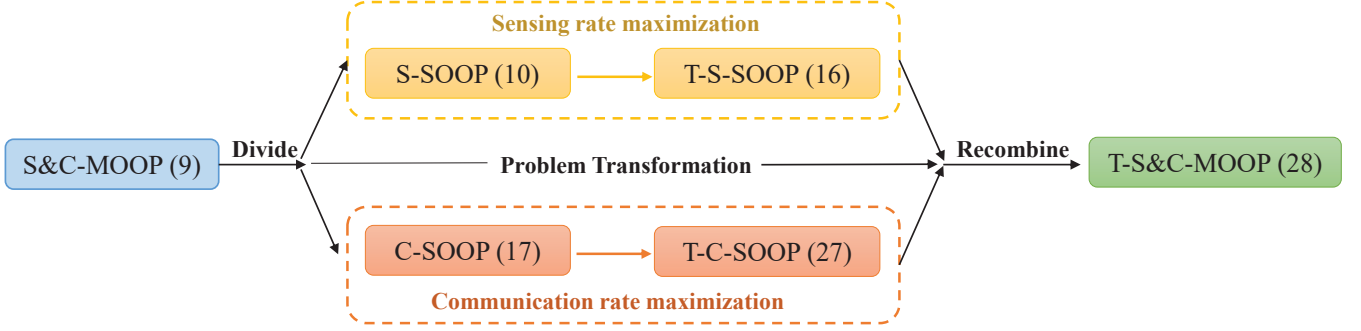 Sensing rate maximization
S-SOOP (10)
T-S-SOOP (16)
S&C-MOOP (9)
Divide
Problem Transformation
Recombine
T-S&C-MOOP (28)
C-SOOP (17)
T-C-SOOP (27)
Communication rate maximization